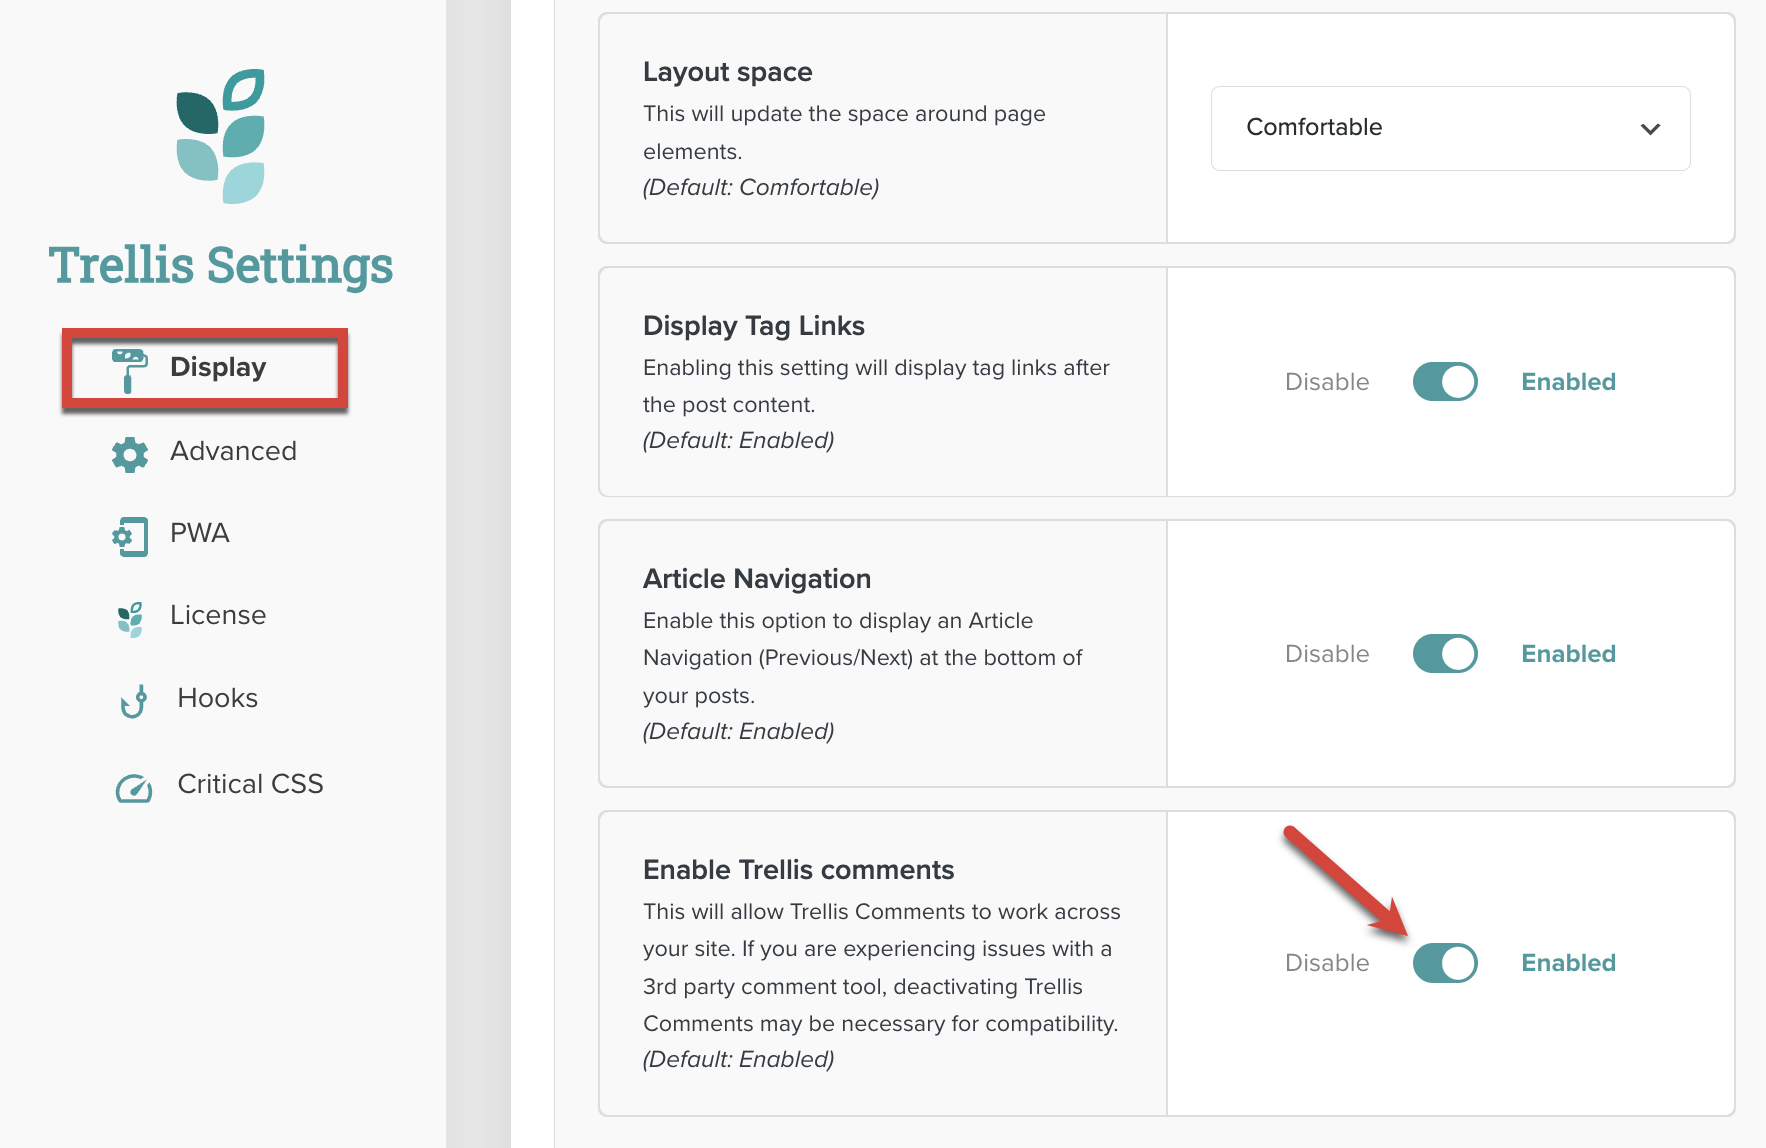 Trellis Settings
Display
Advanced
PWA
License
Hooks
Critical CSS
Layout space
This will update the space around page
elements.
(Default: Comfortable)
Comfortable
Display Tag Links
Enabling this setting will display tag links after
the post content.
(Default: Enabled)
Disable
Enabled
Article Navigation
Enable this option to display an Article
Navigation (Previous/Next) at the bottom of
your posts.
(Default: Enabled)
Disable
Enabled
Enable Trellis comments
This will allow Trellis Comments to work across
your site. If you are experiencing issues with a
3rd party comment tool, deactivating Trellis
Comments may be necessary for compatibility.
(Default: Enabled)
Disable
Enabled